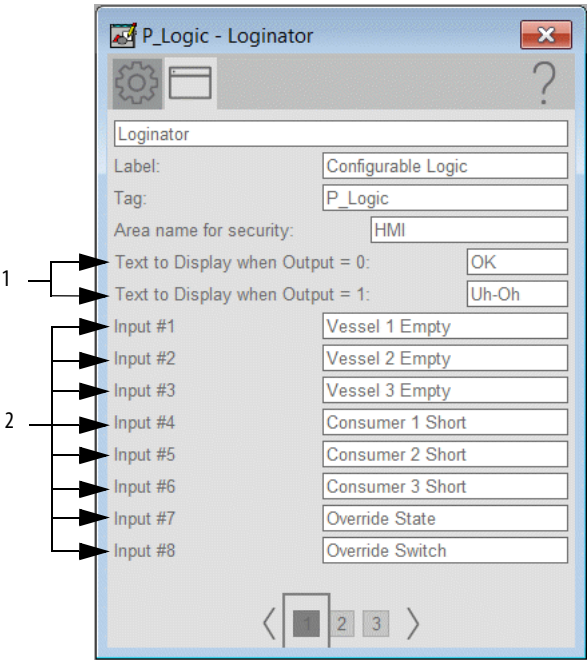 P_Logic - Loginator
?
Loginator
Label: Configurable Logic
Tag: P_Logic
Area name for security: HMI
1
Text to Display when Output = 0: OK
Text to Display when Output = 1: Uh-Oh
Input #1 Vessel 1 Empty
Input #2 Vessel 2 Empty
Input #3 Vessel 3 Empty
2
Input #4 Consumer 1 Short
Input #5 Consumer 2 Short
Input #6 Consumer 3 Short
Input #7 Override State
Input #8 Override Switch
1 2 3